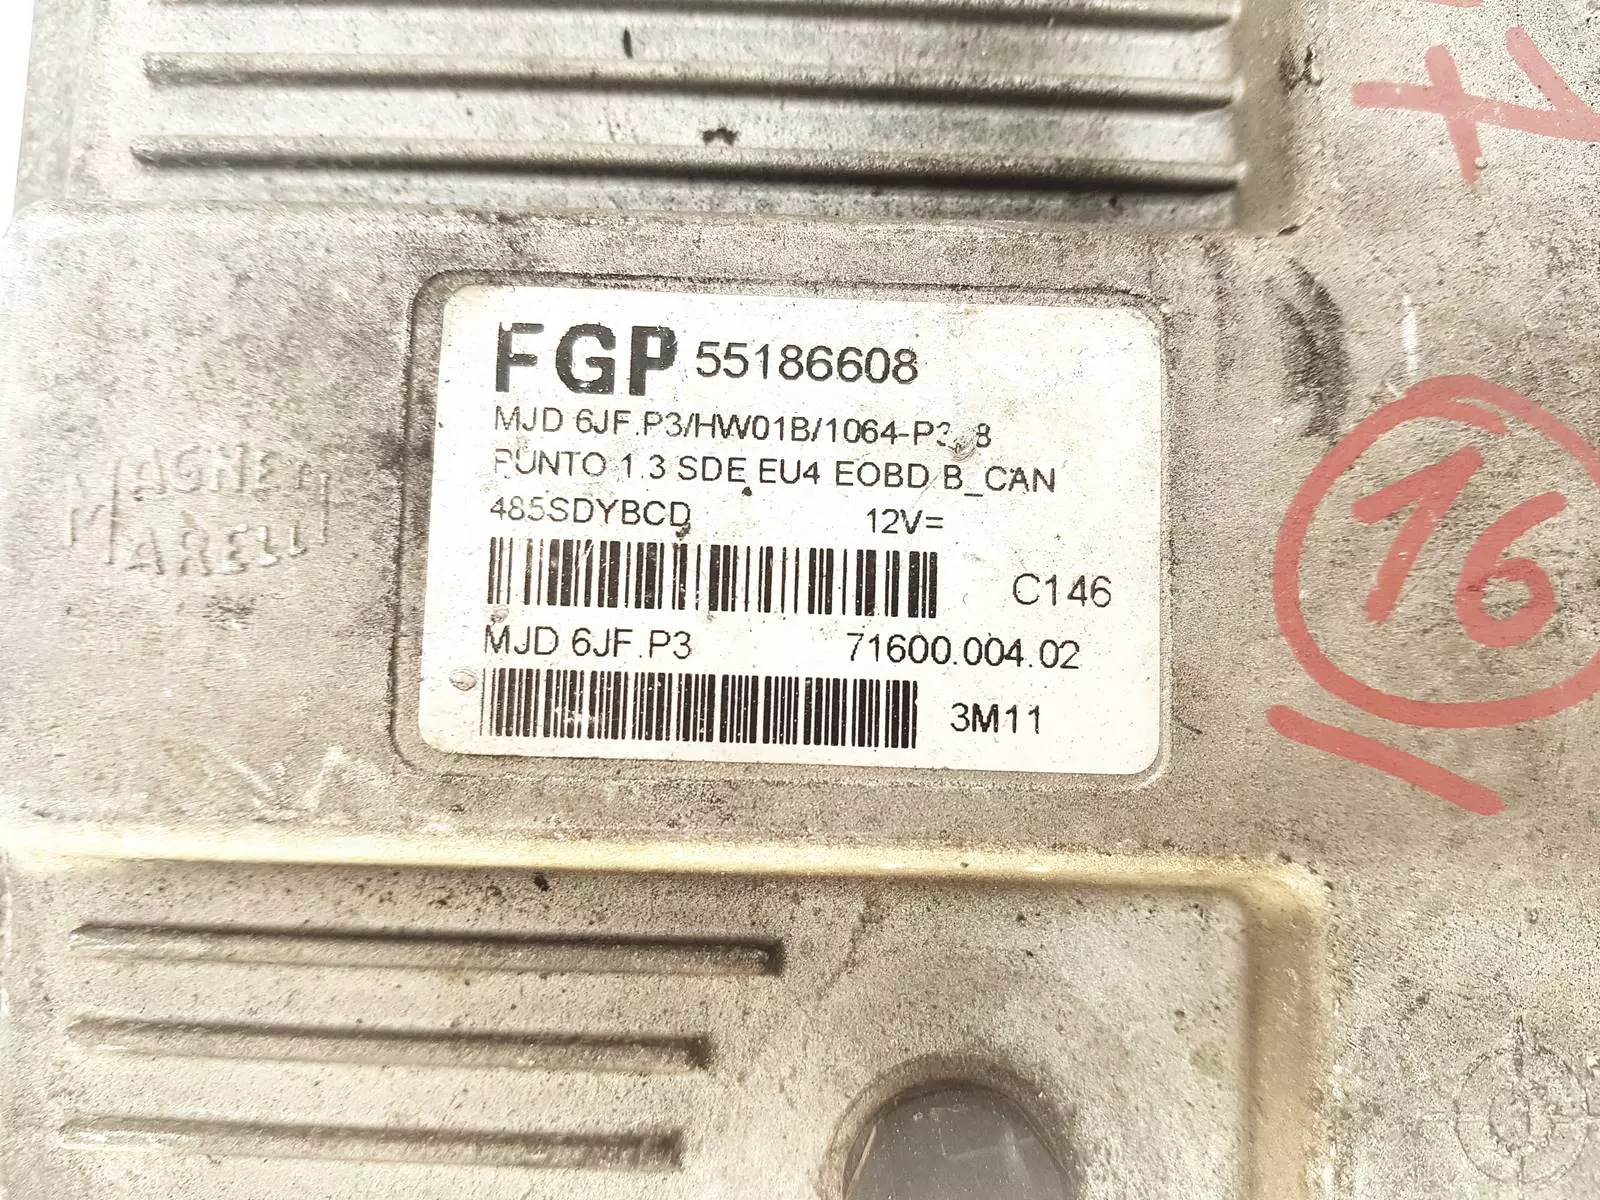 FGP 55186608
MJD 6JF.P3/HW01B/1064-
PUNTO 1.3 SDE EU4 EOBD B_CAN
485SDYBCD 12V=
C146
MJD 6JF.P3 71600.004.02
3M11
MAGNETI
MARELLI
16